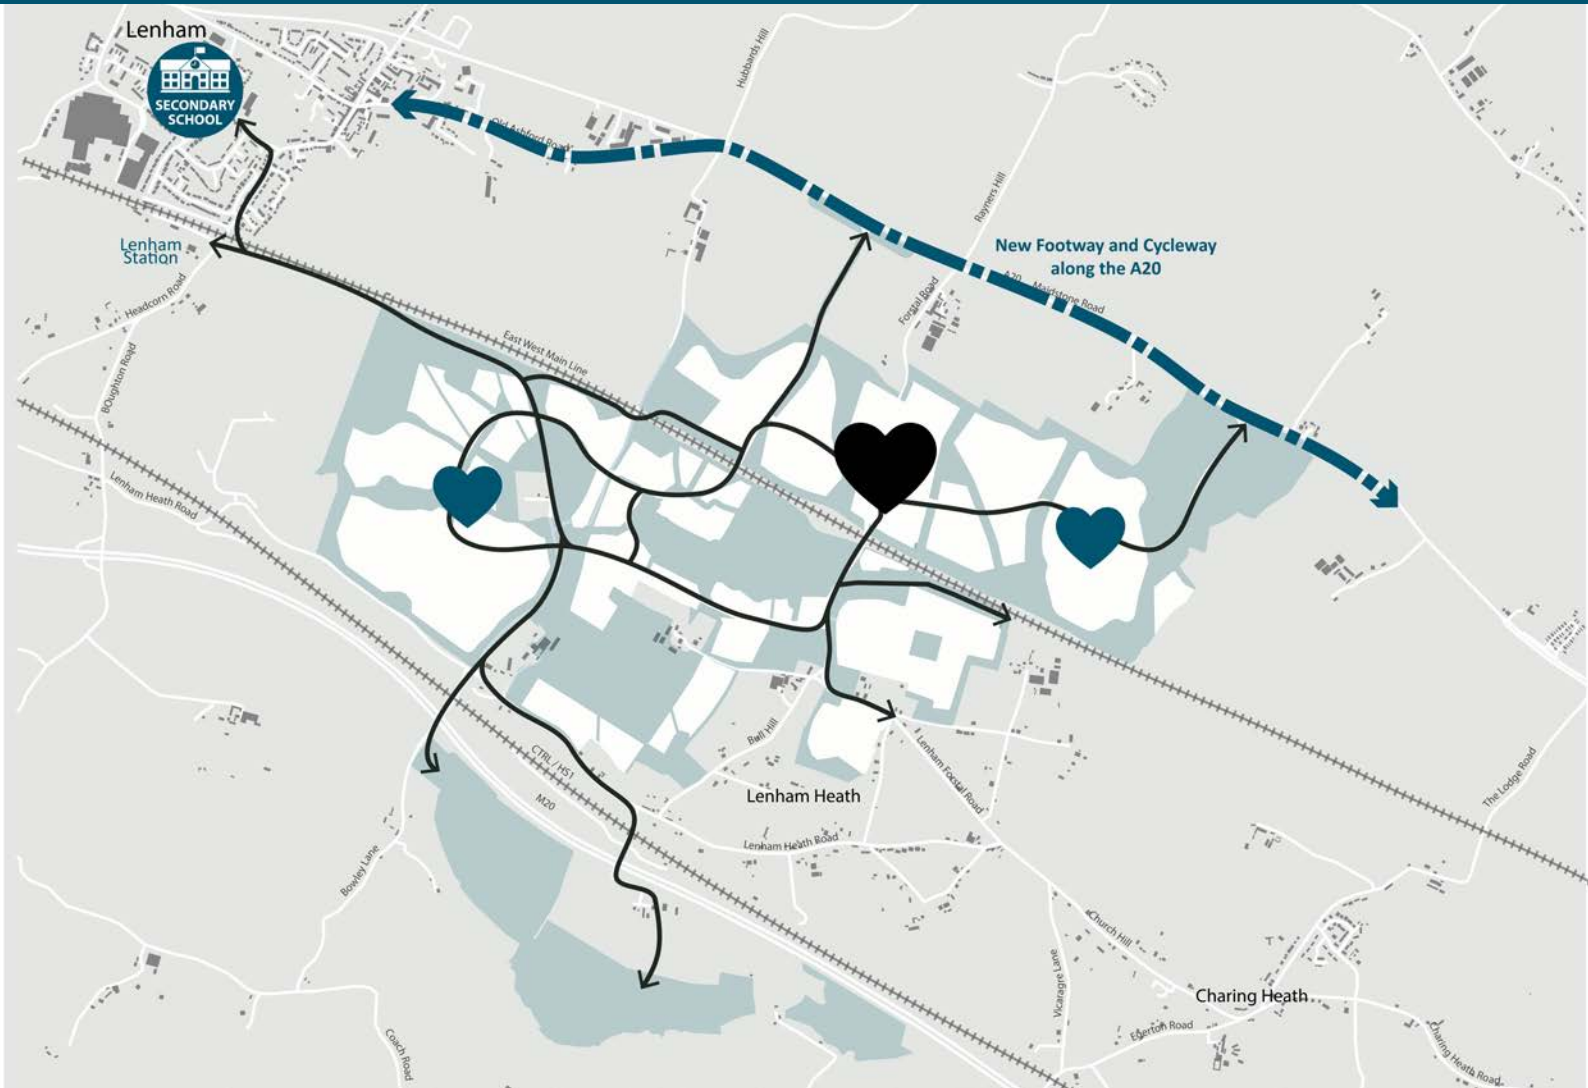 Lenham
SECONDARY
SCHOOL
Hubbards Hill
Old Ashford Road
Rayners Hill
Lenham
Station
New Footway and Cycleway
along the A20
A20
Maidstone Road
Headcorn Road
Forstal Road
East West Main Line
BOughton Road
Lenham Heath Road
Ball Hill
CTRL / HS1
M20
Lenham Forstal Road
The Lodge Road
Lenham Heath
Lenham Heath Road
Bowley Lane
Church Hill
Vicaragre Lane
Charing Heath
Egerton Road
Coach Road
Charing Heath Road